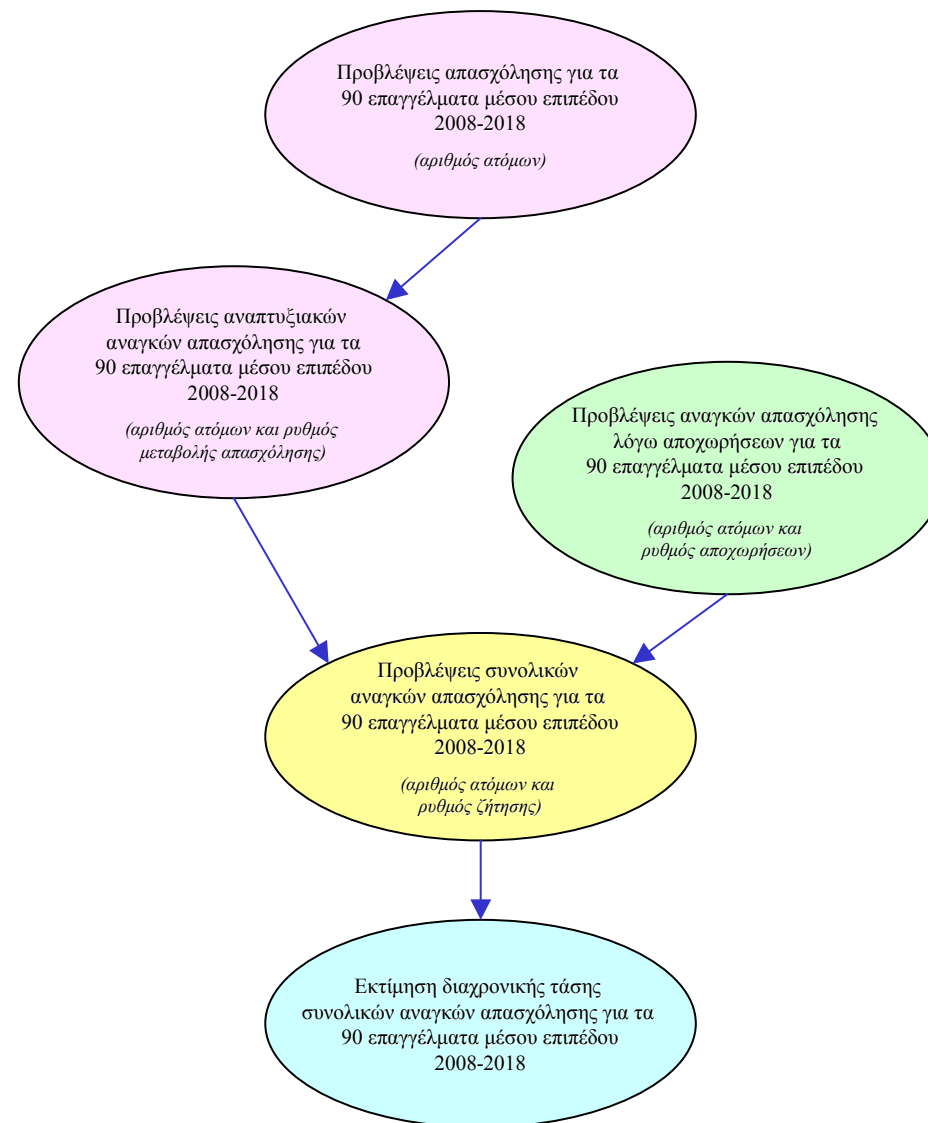 Προβλέψεις απασχόλησης για τα
90 επαγγέλματα μέσου επιπέδου
2008-2018
(αριθμός ατόμων)
Προβλέψεις αναπτυξιακών
αναγκών απασχόλησης για τα
90 επαγγέλματα μέσου επιπέδου
2008-2018
(αριθμός ατόμων και ρυθμός
μεταβολής απασχόλησης)
Προβλέψεις αναγκών απασχόλησης
λόγω αποχωρήσεων για τα
90 επαγγέλματα μέσου επιπέδου
2008-2018
(αριθμός ατόμων και
ρυθμός αποχωρήσεων)
Προβλέψεις συνολικών
αναγκών απασχόλησης για τα
90 επαγγέλματα μέσου επιπέδου
2008-2018
(αριθμός ατόμων και
ρυθμός ζήτησης)
Εκτίμηση διαχρονικής τάσης
συνολικών αναγκών απασχόλησης για τα
90 επαγγέλματα μέσου επιπέδου
2008-2018